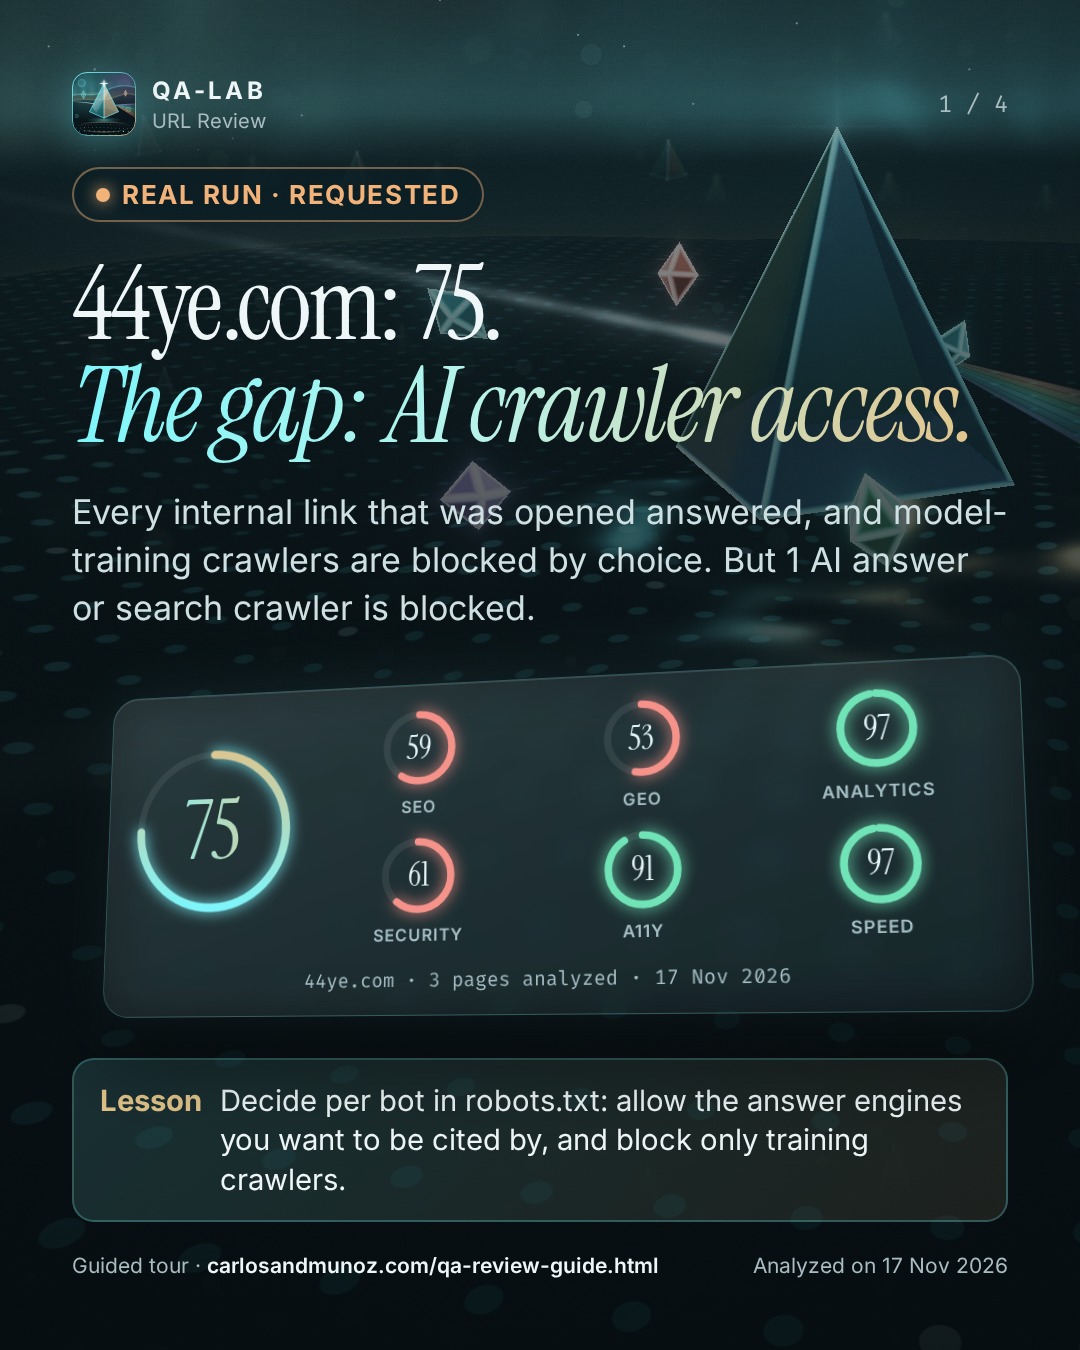 QA-LAB
URL Review
1 / 4
REAL RUN · REQUESTED
44ye.com: 75.
The gap: AI crawler access.
Every internal link that was opened answered, and model-
training crawlers are blocked by choice. But 1 AI answer
or search crawler is blocked.
75
59
SEO
53
GEO
97
ANALYTICS
61
SECURITY
91
A11Y
97
SPEED
44ye.com · 3 pages analyzed · 17 Nov 2026
Lesson Decide per bot in robots.txt: allow the answer engines
you want to be cited by, and block only training
crawlers.
Guided tour · carlosandmunoz.com/qa-review-guide.html
Analyzed on 17 Nov 2026